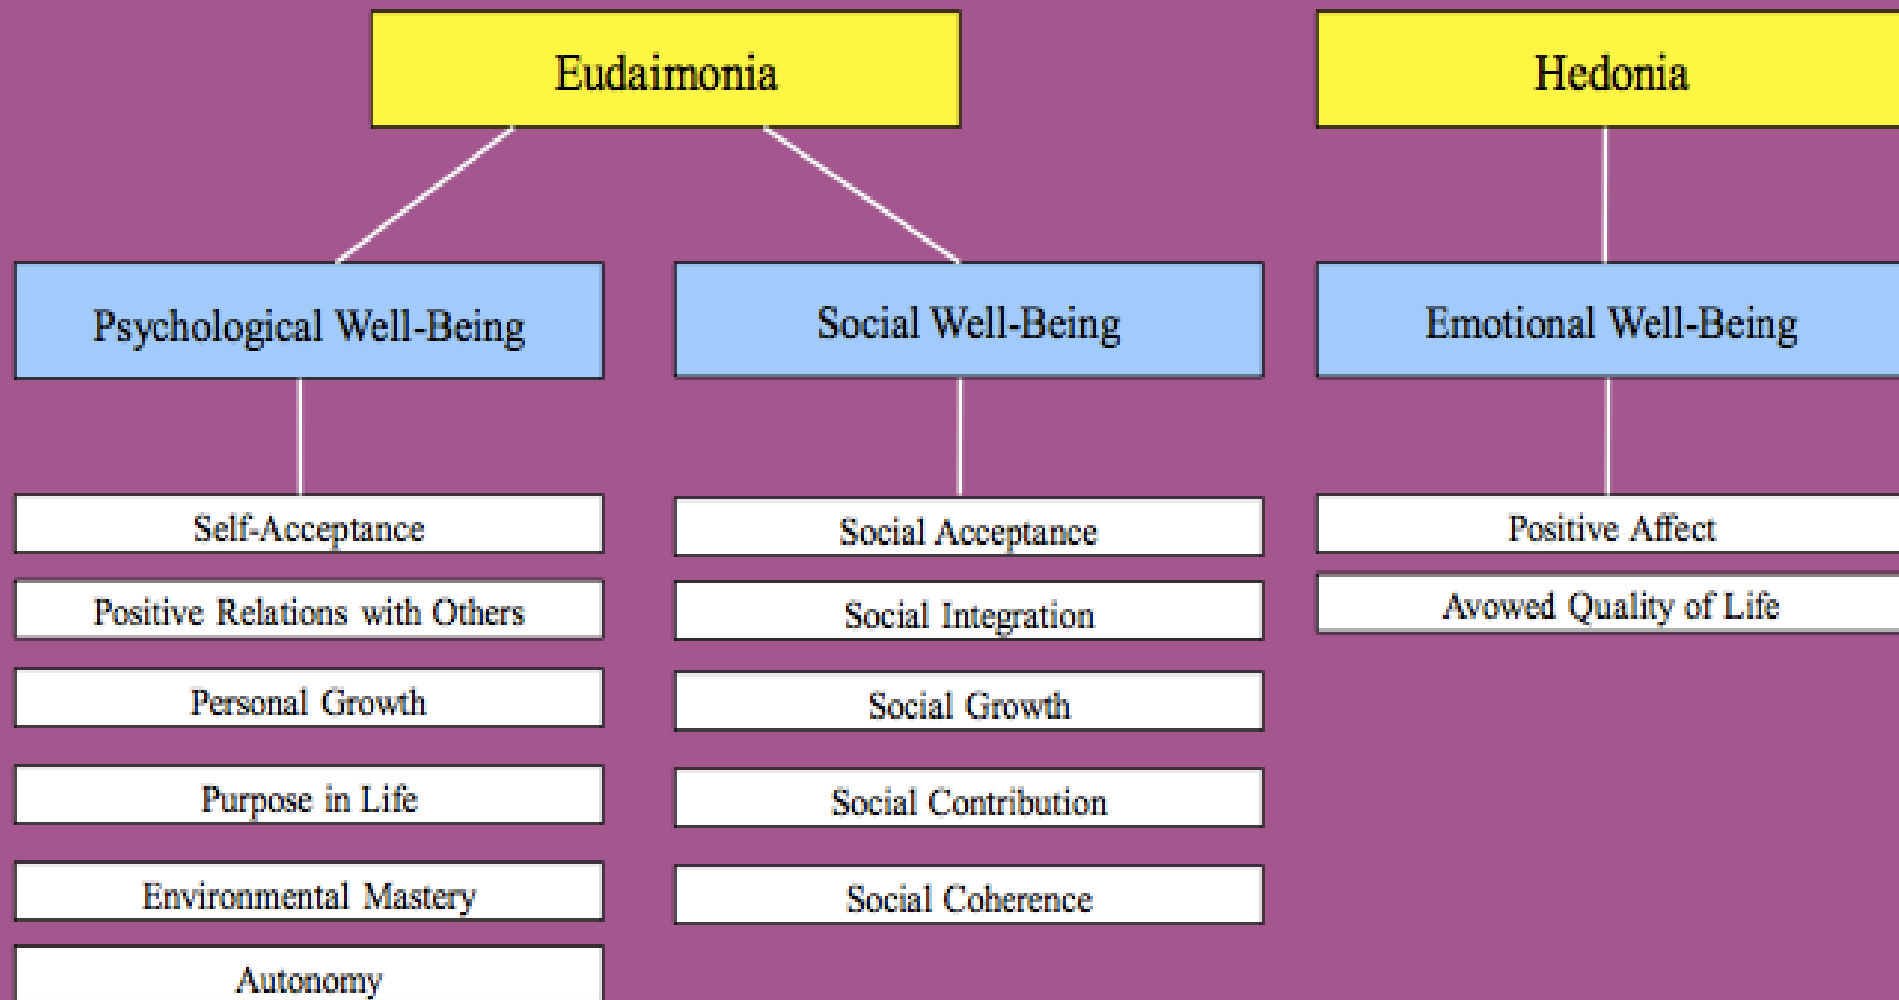 Eudaimonia
Hedonia
Psychological Well-Being
Social Well-Being
Emotional Well-Being
Self-Acceptance
Positive Relations with Others
Personal Growth
Purpose in Life
Environmental Mastery
Autonomy
Social Acceptance
Social Integration
Social Growth
Social Contribution
Social Coherence
Positive Affect
Avowed Quality of Life